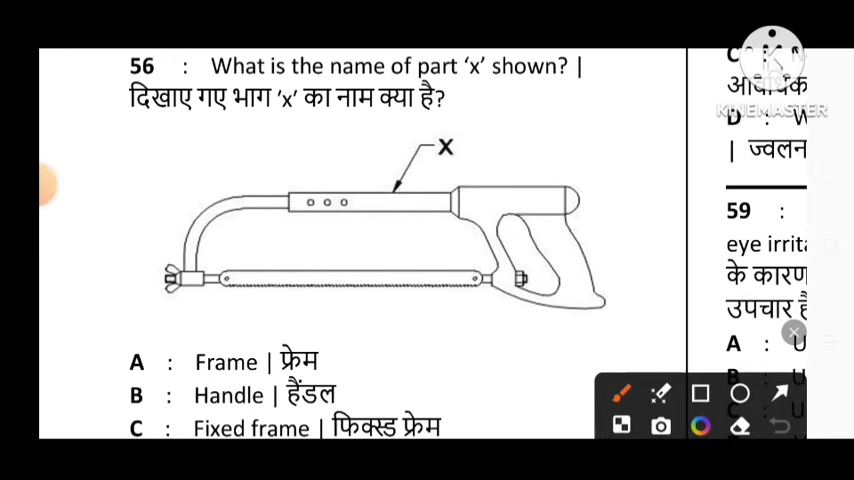 56 : What is the name of part ‘x’ shown? |
दिखाए गए भाग ‘x’ का नाम क्या है?
X
A : Frame | फ्रेम
B : Handle | हैंडल
C : Fixed frame | फिक्स्ड फ्रेम
C
KINEMASTER
D : W
| ज्वलन
59 :
eye irrita
के कारण
उपचार है
A : U
B : U
C : U